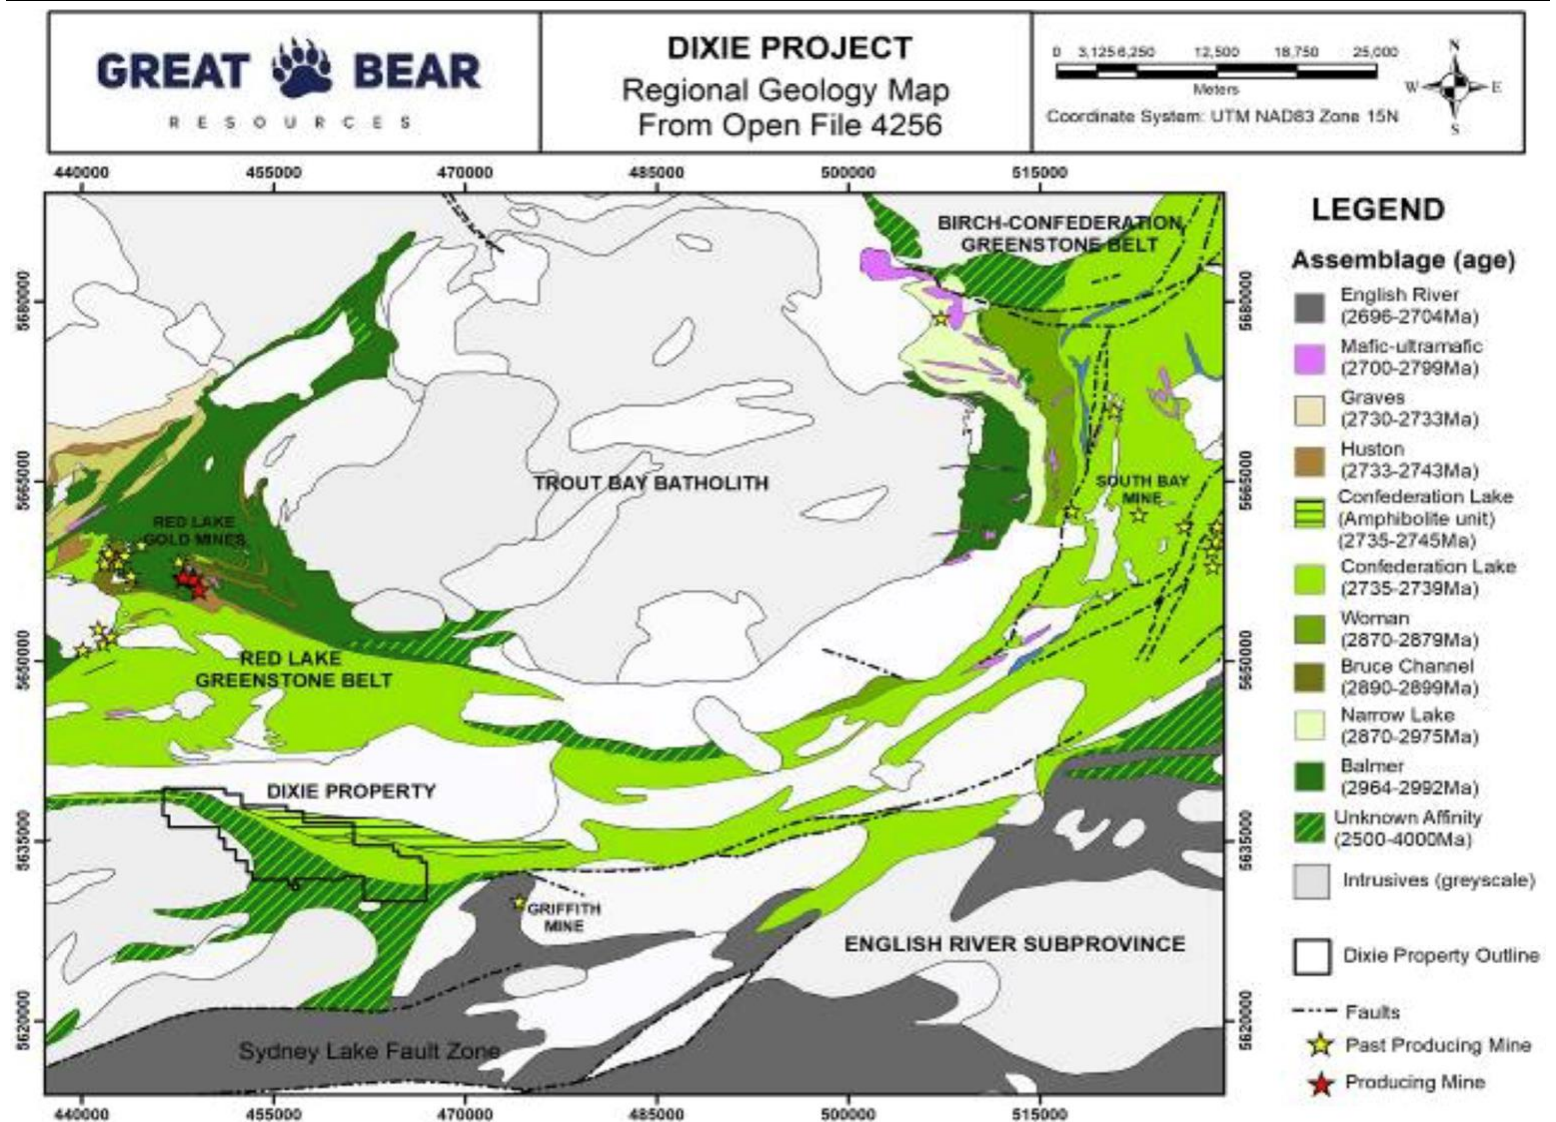 GREAT BEAR
RESOURCES
DIXIE PROJECT
Regional Geology Map
From Open File 4256
0 3,125 6,250 12,500 18,750 25,000
Meters
Coordinate System: UTM NAD83 Zone 15N
N
W E
S
440000 455000 470000 485000 500000 515000
5680000
5665000
5650000
5635000
5620000
BIRCH-CONFEDERATION
GREENSTONE BELT
TROUT BAY BATHOLITH
SOUTH BAY
MINE
RED LAKE
GOLD MINES
RED LAKE
GREENSTONE BELT
DIXIE PROPERTY
GRIFFITH
MINE
ENGLISH RIVER SUBPROVINCE
Sydney Lake Fault Zone
5680000
5665000
5650000
5635000
5620000
440000 455000 470000 485000 500000 515000
LEGEND
Assemblage (age)
English River
(2696-2704Ma)
Mafic-ultramafic
(2700-2799Ma)
Graves
(2730-2733Ma)
Huston
(2733-2743Ma)
Confederation Lake
(Amphibolite unit)
(2735-2745Ma)
Confederation Lake
(2735-2739Ma)
Woman
(2870-2879Ma)
Bruce Channel
(2890-2899Ma)
Narrow Lake
(2870-2975Ma)
Balmer
(2964-2992Ma)
Unknown Affinity
(2500-4000Ma)
Intrusives (greyscale)
Dixie Property Outline
Faults
Past Producing Mine
Producing Mine